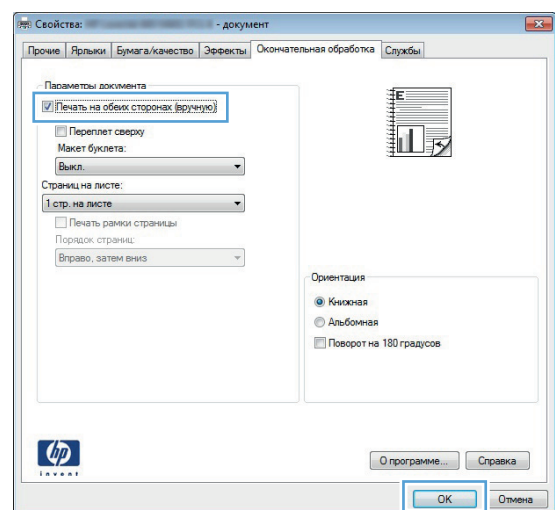 Свойства: - документ
Прочие Ярлыки Бумага/качество Эффекты Окончательная обработка Службы
Параметры документа
Печать на обеих сторонах (вручную)
Переплет сверху
Макет буклета:
Выкл.
Страниц на листе:
1 стр. на листе
Печать рамки страницы
Порядок страниц:
Вправо, затем вниз
E
Ориентация
Книжная
Альбомная
Поворот на 180 градусов
hp
invent
О программе... Справка
OK Отмена